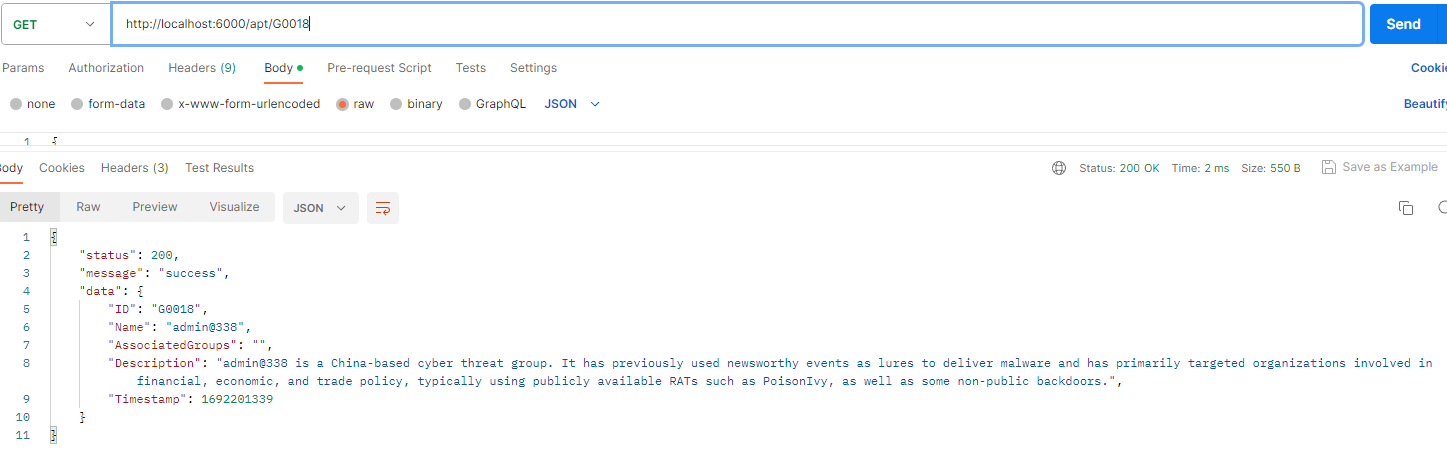 GET http://localhost:6000/apt/G0018 Send
Params Authorization Headers (9) Body Pre-request Script Tests Settings Cookie
none form-data x-www-form-urlencoded raw binary GraphQL JSON Beautify
1 {
Body Cookies Headers (3) Test Results Status: 200 OK Time: 2 ms Size: 550 B Save as Example
Pretty Raw Preview Visualize JSON
1 {
2 "status": 200,
3 "message": "success",
4 "data": {
5 "ID": "G0018",
6 "Name": "admin@338",
7 "AssociatedGroups": "",
8 "Description": "admin@338 is a China-based cyber threat group. It has previously used newsworthy events as lures to deliver malware and has primarily targeted organizations involved in
financial, economic, and trade policy, typically using publicly available RATs such as PoisonIvy, as well as some non-public backdoors.",
9 "Timestamp": 1692201339
10 }
11 }